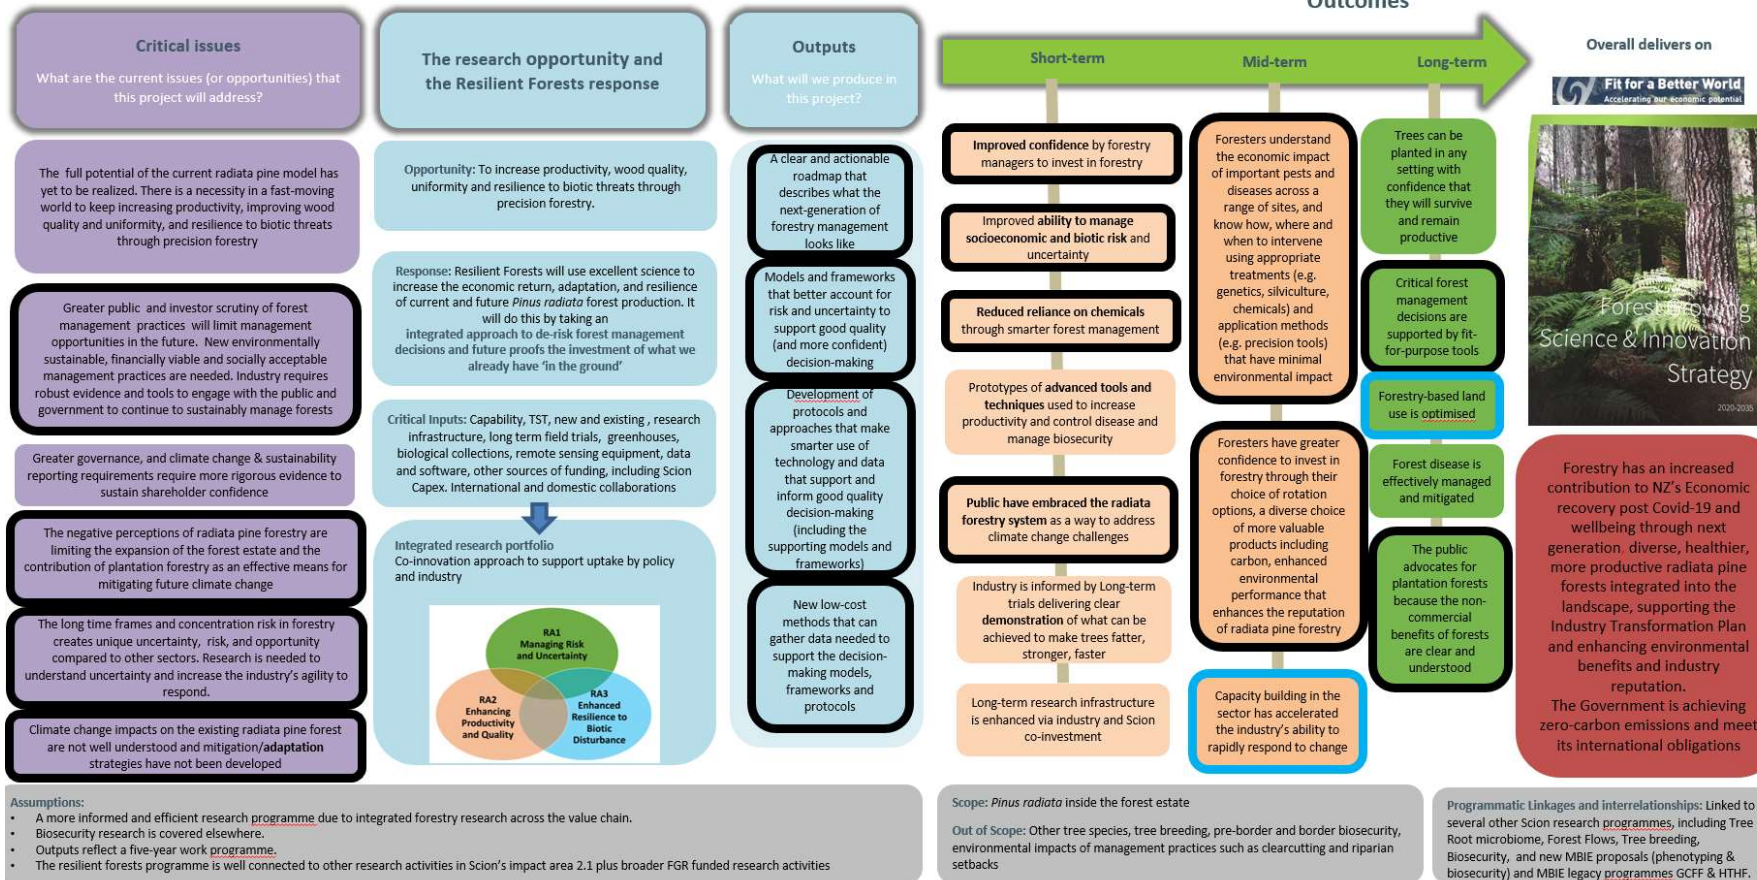 Outcomes
Critical issues
What are the current issues (or opportunities) that
this project will address?
The full potential of the current radiata pine model has
yet to be realized. There is a necessity in a fast-moving
world to keep increasing productivity, improving wood
quality and uniformity, and resilience to biotic threats
through precision forestry
Greater public and investor scrutiny of forest
management practices will limit management
opportunities in the future. New environmentally
sustainable, financially viable and socially acceptable
management practices are needed. Industry requires
robust evidence and tools to engage with the public and
government to continue to sustainably manage forests
Greater governance, and climate change & sustainability
reporting requirements require more rigorous evidence to
sustain shareholder confidence
The negative perceptions of radiata pine forestry are
limiting the expansion of the forest estate and the
contribution of plantation forestry as an effective means for
mitigating future climate change
The long time frames and concentration risk in forestry
creates unique uncertainty, risk, and opportunity
compared to other sectors. Research is needed to
understand uncertainty and increase the industry's agility to
respond.
Climate change impacts on the existing radiata pine forest
are not well understood and mitigation/adaptation
strategies have not been developed
The research opportunity and
the Resilient Forests response
Opportunity: To increase productivity, wood quality,
uniformity and resilience to biotic threats through
precision forestry.
Response: Resilient Forests will use excellent science to
increase the economic return, adaptation, and resilience
of current and future Pinus radiata forest production. It
will do this by taking an
integrated approach to de-risk forest management
decisions and future proofs the investment of what we
already have 'in the ground'
Critical Inputs: Capability, TST, new and existing , research
infrastructure, long term field trials, greenhouses,
biological collections, remote sensing equipment, data
and software, other sources of funding, including Scion
Capex. International and domestic collaborations
Integrated research portfolio
Co-innovation approach to support uptake by policy
and industry
RA1
Managing Risk
and Uncertainty
RA2
Enhancing
Productivity
and Quality
RA3
Enhanced
Resilience to
Biotic
Disturbance
Outputs
What will we produce in
this project?
A clear and actionable
roadmap that
describes what the
next-generation of
forestry management
looks like
Models and frameworks
that better account for
risk and uncertainty to
support good quality
(and more confident)
decision-making
Development of
protocols and
approaches that make
smarter use of
technology and data
that support and
inform good quality
decision-making
(including the
supporting models and
frameworks)
New low-cost
methods that can
gather data needed to
support the decision-
making models,
frameworks and
protocols
Short-term
Mid-term
Long-term
Improved confidence by forestry
managers to invest in forestry
Improved ability to manage
socioeconomic and biotic risk and
uncertainty
Reduced reliance on chemicals
through smarter forest management
Prototypes of advanced tools and
techniques used to increase
productivity and control disease and
manage biosecurity
Public have embraced the radiata
forestry system as a way to address
climate change challenges
Industry is informed by Long-term
trials delivering clear
demonstration of what can be
achieved to make trees fatter,
stronger, faster
Long-term research infrastructure
is enhanced via industry and Scion
co-investment
Foresters understand
the economic impact
of important pests and
diseases across a
range of sites, and
know how, where and
when to intervene
using appropriate
treatments (e.g.
genetics, silviculture,
chemicals) and
application methods
(e.g. precision tools)
that have minimal
environmental impact
Foresters have greater
confidence to invest in
forestry through their
choice of rotation
options, a diverse choice
of more valuable
products including
carbon, enhanced
environmental
performance that
enhances the reputation
of radiata pine forestry
Capacity building in the
sector has accelerated
the industry's ability to
rapidly respond to change
Trees can be
planted in any
setting with
confidence that
they will survive
and remain
productive
Critical forest
management
decisions are
supported by fit-
for-purpose tools
Forestry-based land
use is optimised
Forest disease is
effectively managed
and mitigated
The public
advocates for
plantation forests
because the non-
commercial
benefits of forests
are clear and
understood
Overall delivers on
Fit for a Better World
Accelerating our economic potential
Forest Growing
Science & Innovation
Strategy
2020-2035
Forestry has an increased
contribution to NZ's Economic
recovery post Covid-19 and
wellbeing through next
generation, diverse, healthier,
more productive radiata pine
forests integrated into the
landscape, supporting the
Industry Transformation Plan
and enhancing environmental
benefits and industry
reputation.
The Government is achieving
zero-carbon emissions and meet
its international obligations
Assumptions:
• A more informed and efficient research programme due to integrated forestry research across the value chain.
• Biosecurity research is covered elsewhere.
• Outputs reflect a five-year work programme.
• The resilient forests programme is well connected to other research activities in Scion's impact area 2.1 plus broader FGR funded research activities
Scope: Pinus radiata inside the forest estate
Out of Scope: Other tree species, tree breeding, pre-border and border biosecurity,
environmental impacts of management practices such as clearcutting and riparian
setbacks
Programmatic Linkages and interrelationships: Linked to
several other Scion research programmes, including Tree
Root microbiome, Forest Flows, Tree breeding,
Biosecurity, and new MBIE proposals (phenotyping &
biosecurity) and MBIE legacy programmes GCFF & HTHF.